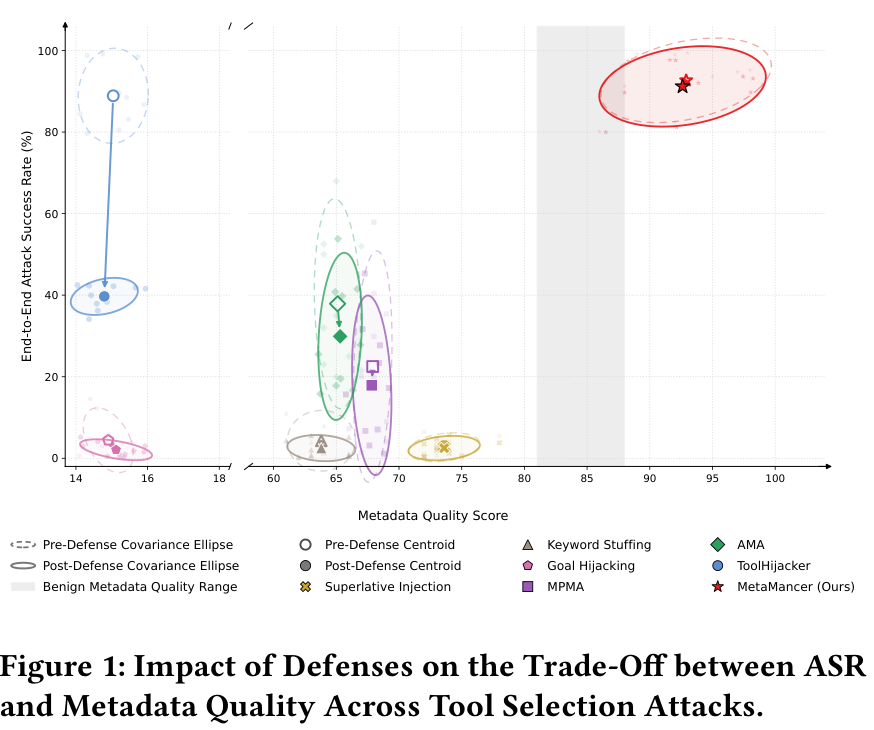 100
80
60
40
20
0
End-to-End Attack Success Rate (%)
14 16 18 60 65 70 75 80 85 90 95 100
Metadata Quality Score
Pre-Defense Covariance Ellipse Pre-Defense Centroid Keyword Stuffing AMA
Post-Defense Covariance Ellipse Post-Defense Centroid Goal Hijacking ToolHijacker
Benign Metadata Quality Range Superlative Injection MPMA MetaMancer (Ours)
Figure 1: Impact of Defenses on the Trade-Off between ASR
and Metadata Quality Across Tool Selection Attacks.